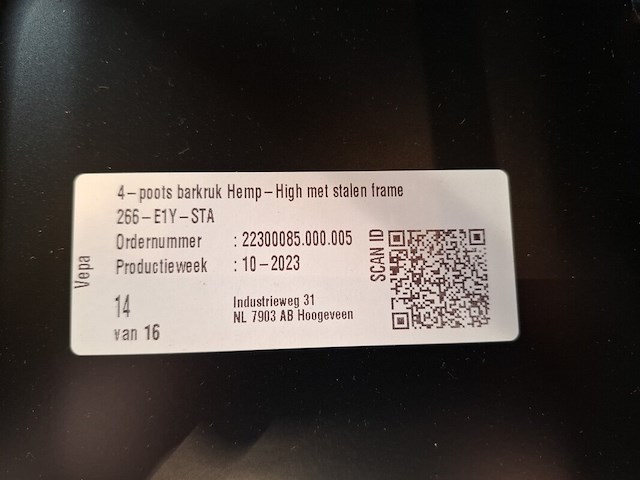 4-poots barkruk Hemp-High met stalen frame
266-E1Y-STA
Ordernummer : 22300085.000.005
Productieweek : 10-2023
Vepa
14
van 16
Industrieweg 31
NL 7903 AB Hoogeveen
SCAN ID